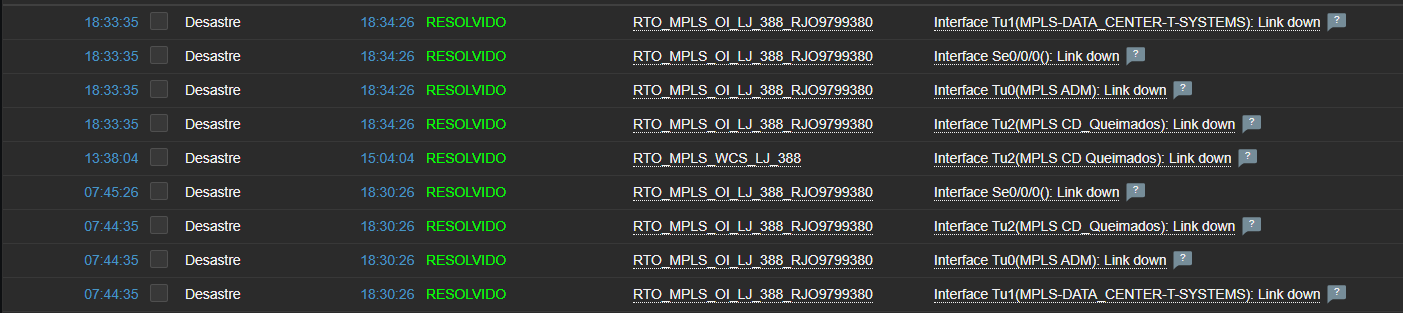 18:33:35 Desastre 18:34:26 RESOLVIDO RTO_MPLS_OI_LJ_388_RJO9799380 Interface Tu1(MPLS-DATA_CENTER-T-SYSTEMS): Link down ?
18:33:35 Desastre 18:34:26 RESOLVIDO RTO_MPLS_OI_LJ_388_RJO9799380 Interface Se0/0/0(): Link down ?
18:33:35 Desastre 18:34:26 RESOLVIDO RTO_MPLS_OI_LJ_388_RJO9799380 Interface Tu0(MPLS ADM): Link down ?
18:33:35 Desastre 18:34:26 RESOLVIDO RTO_MPLS_OI_LJ_388_RJO9799380 Interface Tu2(MPLS CD_Queimados): Link down ?
13:38:04 Desastre 15:04:04 RESOLVIDO RTO_MPLS_WCS_LJ_388 Interface Tu2(MPLS CD Queimados): Link down ?
07:45:26 Desastre 18:30:26 RESOLVIDO RTO_MPLS_OI_LJ_388_RJO9799380 Interface Se0/0/0(): Link down ?
07:44:35 Desastre 18:30:26 RESOLVIDO RTO_MPLS_OI_LJ_388_RJO9799380 Interface Tu2(MPLS CD_Queimados): Link down ?
07:44:35 Desastre 18:30:26 RESOLVIDO RTO_MPLS_OI_LJ_388_RJO9799380 Interface Tu0(MPLS ADM): Link down ?
07:44:35 Desastre 18:30:26 RESOLVIDO RTO_MPLS_OI_LJ_388_RJO9799380 Interface Tu1(MPLS-DATA_CENTER-T-SYSTEMS): Link down ?